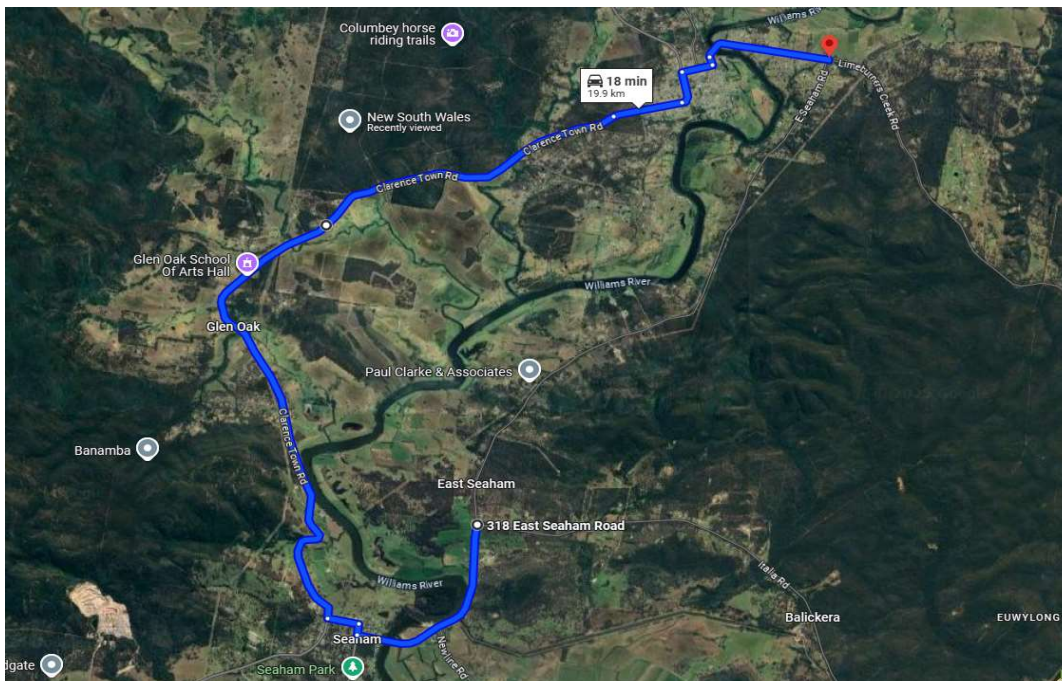 Williams Ri
Columbey horse
riding trails
18 min
19.9 km
Limeburners Creek Rd
E Seaham Rd
New South Wales
Recently viewed
Clarence Town Rd
Clarence Town Rd
Glen Oak School
Of Arts Hall
Williams River
Glen Oak
Paul Clarke & Associates
Clarence Town Rd
Banamba
East Seaham
318 East Seaham Road
Italia Rd
Williams River
Balickera
EUWYLONG
Seaham
Newline Rd
dgate
Seaham Park